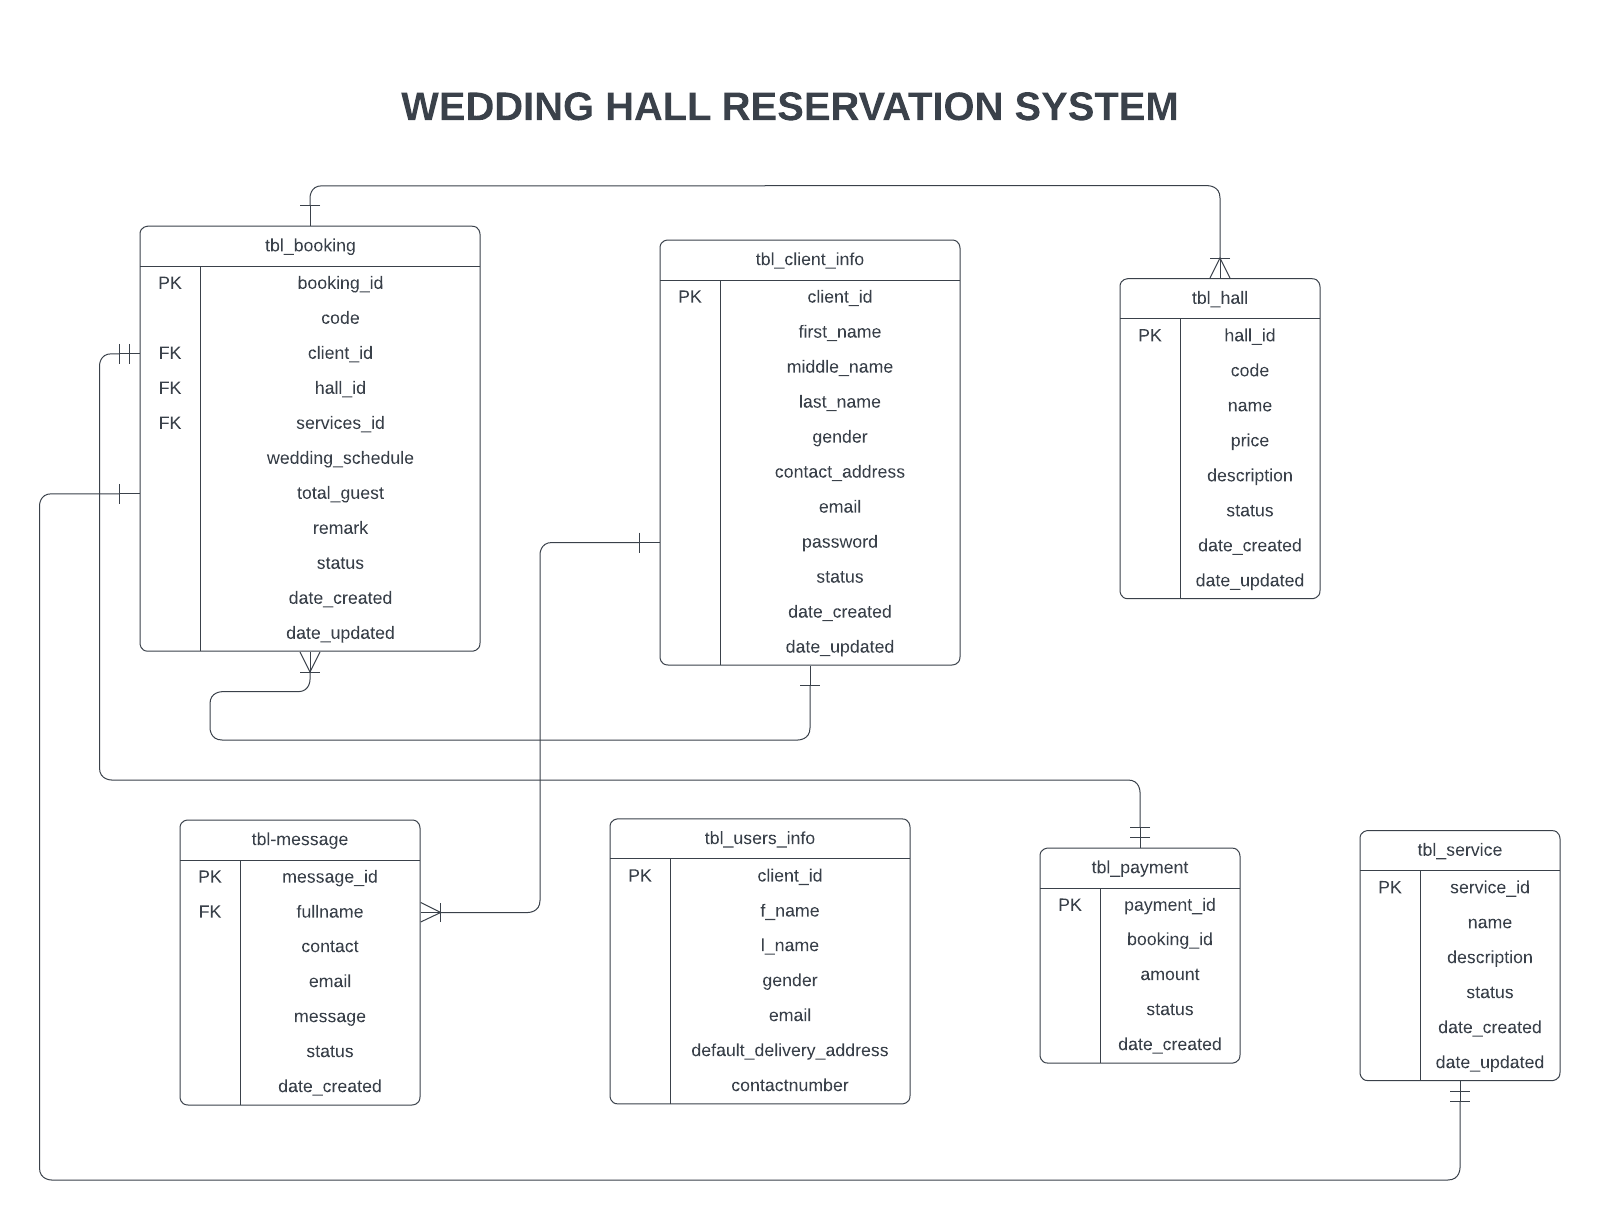 WEDDING HALL RESERVATION SYSTEM
tbl_booking
PK booking_id
code
FK client_id
FK hall_id
FK services_id
wedding_schedule
total_guest
remark
status
date_created
date_updated
tbl_client_info
PK client_id
first_name
middle_name
last_name
gender
contact_address
email
password
status
date_created
date_updated
tbl_hall
PK hall_id
code
name
price
description
status
date_created
date_updated
tbl-message
PK message_id
FK fullname
contact
email
message
status
date_created
tbl_users_info
PK client_id
f_name
l_name
gender
email
default_delivery_address
contactnumber
tbl_payment
PK payment_id
booking_id
amount
status
date_created
tbl_service
PK service_id
name
description
status
date_created
date_updated